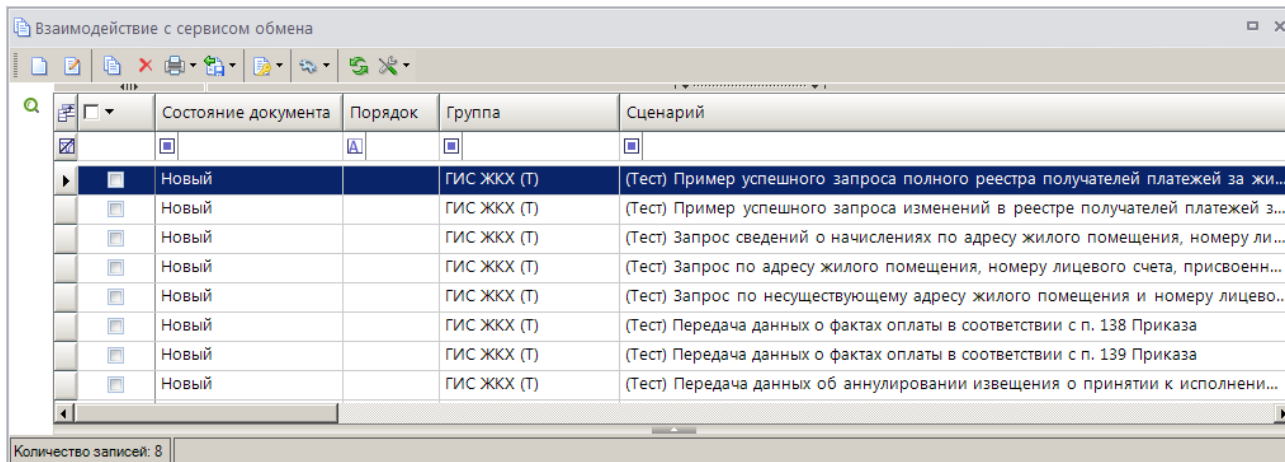 Взаимодействие с сервисом обмена
Состояние документа Порядок Группа Сценарий
A
Новый ГИС ЖКХ (Т) (Тест) Пример успешного запроса полного реестра получателей платежей за жи...
Новый ГИС ЖКХ (Т) (Тест) Пример успешного запроса изменений в реестре получателей платежей з...
Новый ГИС ЖКХ (Т) (Тест) Запрос сведений о начислениях по адресу жилого помещения, номеру ли...
Новый ГИС ЖКХ (Т) (Тест) Запрос по адресу жилого помещения, номеру лицевого счета, присвоенн...
Новый ГИС ЖКХ (Т) (Тест) Запрос по несуществующему адресу жилого помещения и номеру лицево...
Новый ГИС ЖКХ (Т) (Тест) Передача данных о фактах оплаты в соответствии с п. 138 Приказа
Новый ГИС ЖКХ (Т) (Тест) Передача данных о фактах оплаты в соответствии с п. 139 Приказа
Новый ГИС ЖКХ (Т) (Тест) Передача данных об аннулировании извещения о принятии к исполнени...
Количество записей: 8